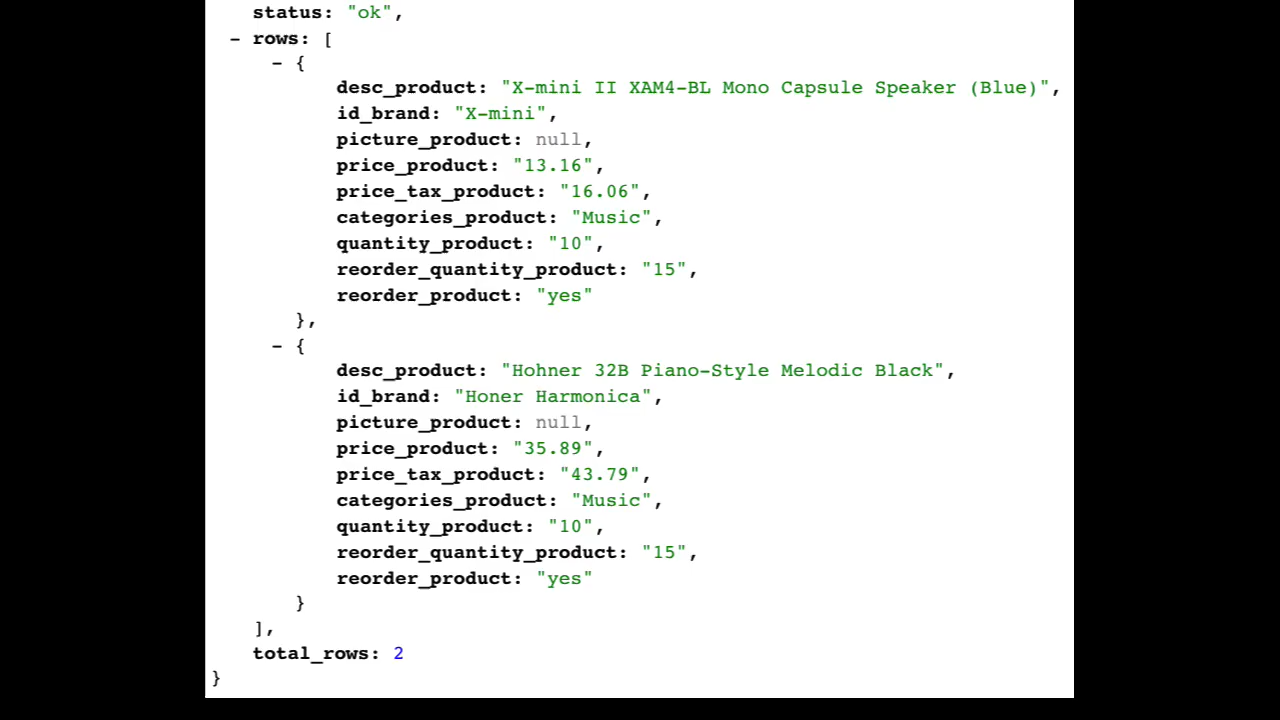 status: "ok",
– rows: [
– {
desc_product: "X-mini II XAM4-BL Mono Capsule Speaker (Blue)",
id_brand: "X-mini",
picture_product: null,
price_product: "13.16",
price_tax_product: "16.06",
categories_product: "Music",
quantity_product: "10",
reorder_quantity_product: "15",
reorder_product: "yes"
},
– {
desc_product: "Hohner 32B Piano-Style Melodic Black",
id_brand: "Honer Harmonica",
picture_product: null,
price_product: "35.89",
price_tax_product: "43.79",
categories_product: "Music",
quantity_product: "10",
reorder_quantity_product: "15",
reorder_product: "yes"
}
],
total_rows: 2
}